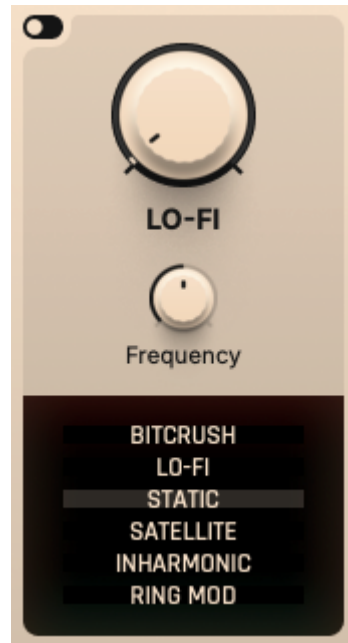 LO-FI
Frequency
BITCRUSH
LO-FI
STATIC
SATELLITE
INHARMONIC
RING MOD